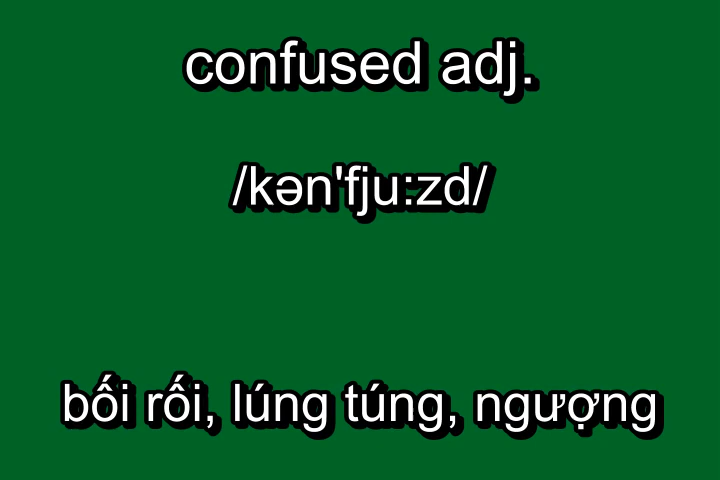 confused adj.
/kən'fju:zd/
bối rối, lúng túng, ngượng